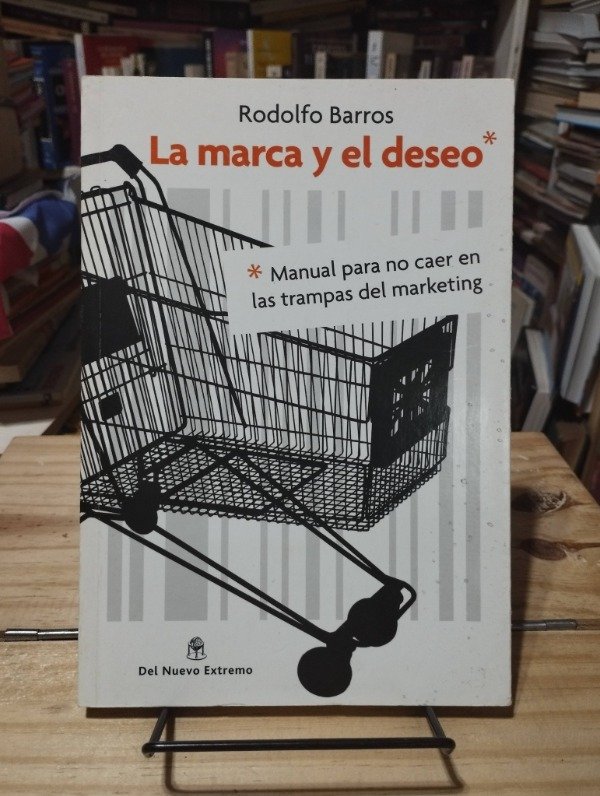 Rodolfo Barros
La marca y el deseo*
* Manual para no caer en
las trampas del marketing
Del Nuevo Extremo